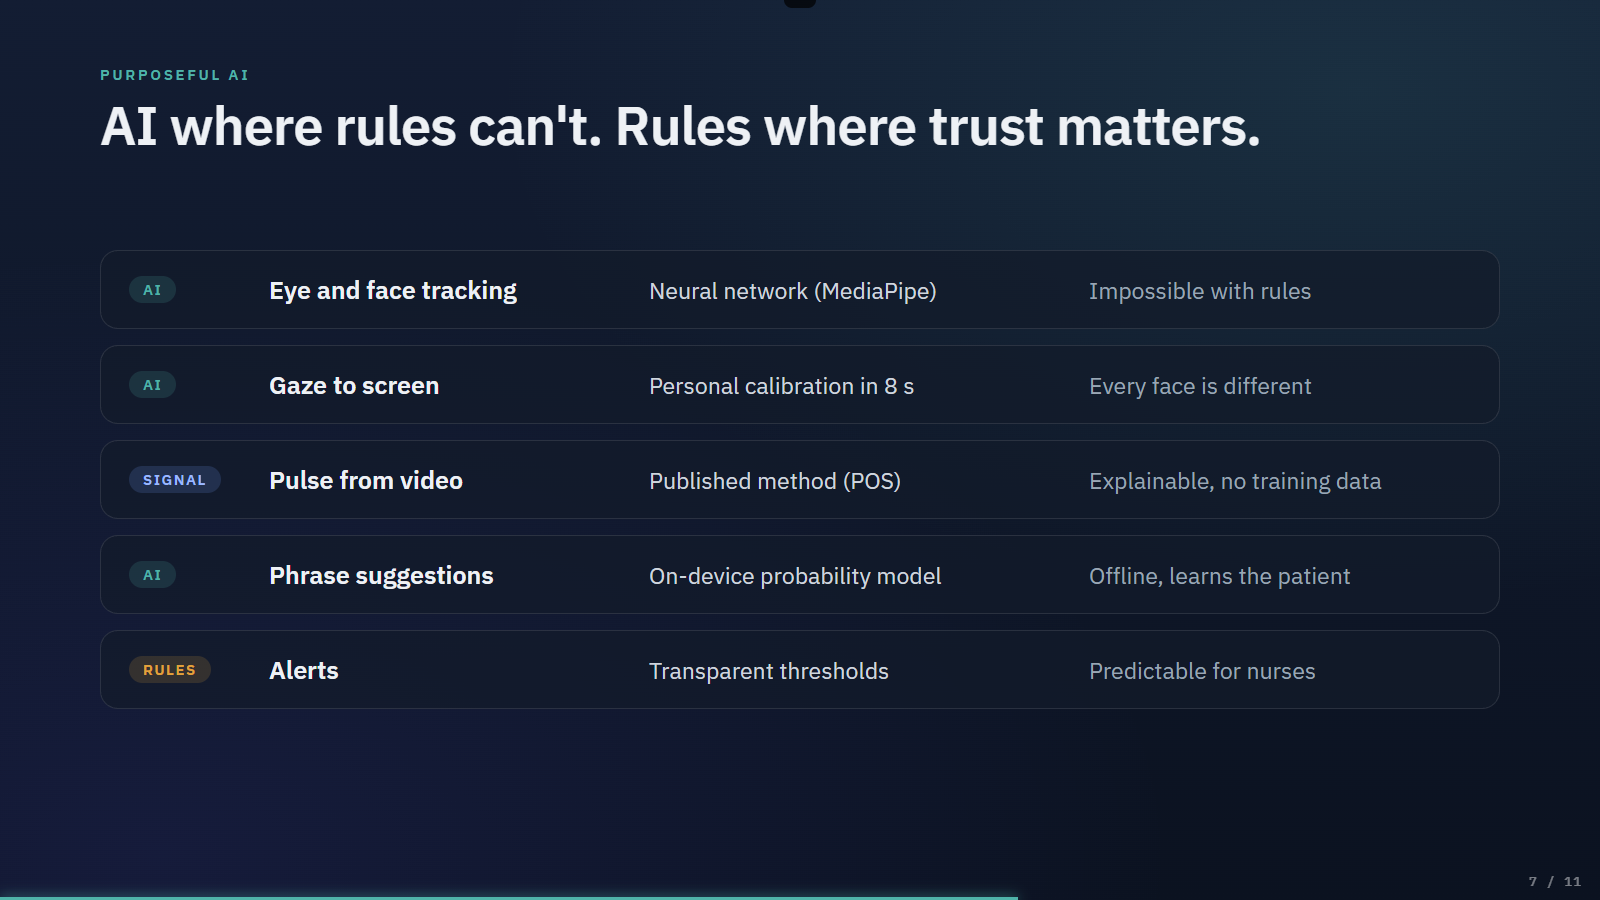 PURPOSEFUL AI
AI where rules can't. Rules where trust matters.
AI Eye and face tracking Neural network (MediaPipe) Impossible with rules
AI Gaze to screen Personal calibration in 8 s Every face is different
SIGNAL Pulse from video Published method (POS) Explainable, no training data
AI Phrase suggestions On-device probability model Offline, learns the patient
RULES Alerts Transparent thresholds Predictable for nurses
7 / 11